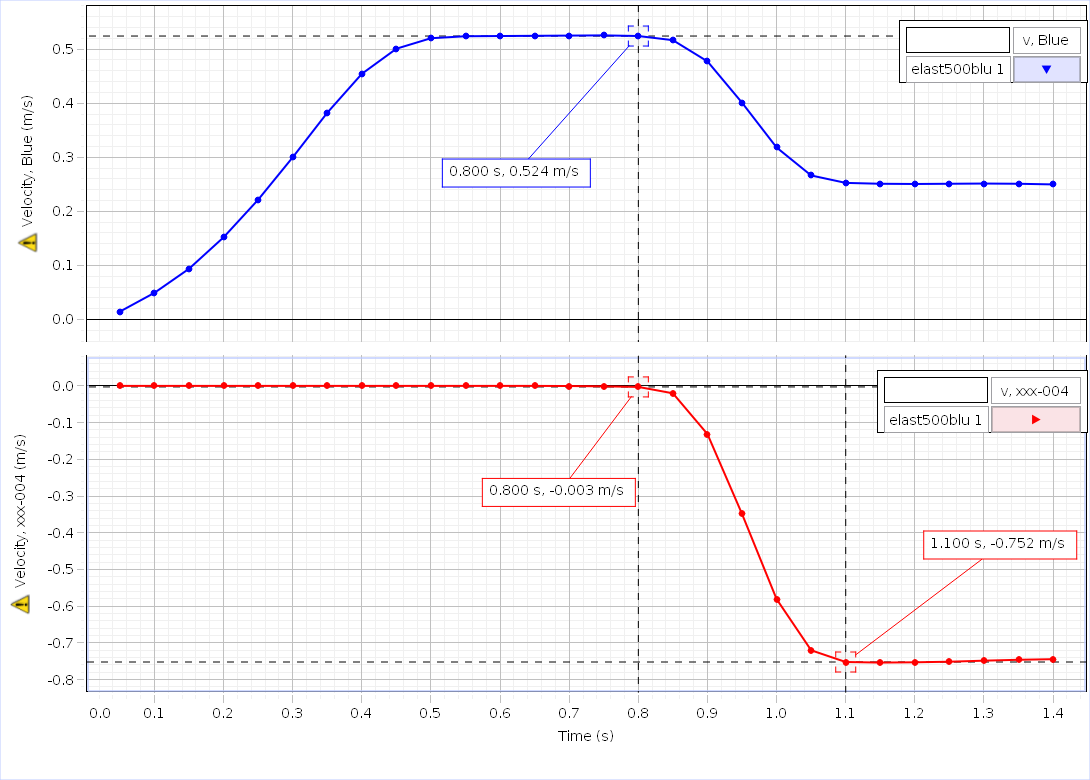 v, Blue
elast500blu 1
0.5
0.4
0.3
0.2
0.1
0.0
Velocity, Blue (m/s)
0.800 s, 0.524 m/s
v, xxx-004
elast500blu 1
0.0
-0.1
-0.2
-0.3
-0.4
-0.5
-0.6
-0.7
-0.8
Velocity, xxx-004 (m/s)
0.800 s, -0.003 m/s
1.100 s, -0.752 m/s
0.0 0.1 0.2 0.3 0.4 0.5 0.6 0.7 0.8 0.9 1.0 1.1 1.2 1.3 1.4
Time (s)